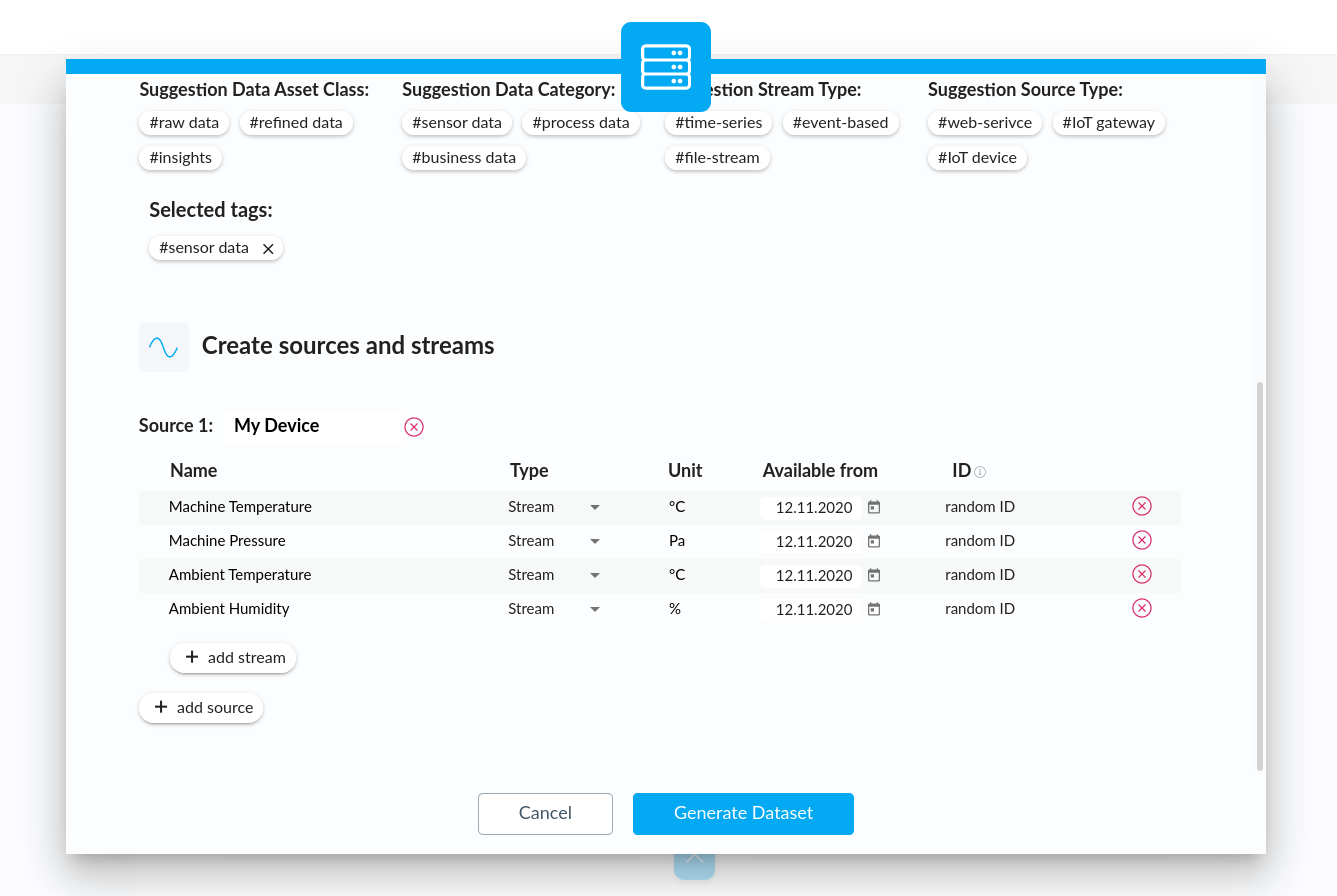 Suggestion Data Asset Class: Suggestion Data Category: estion Stream Type: Suggestion Source Type:
#raw data #refined data #sensor data #process data #time-series #event-based #web-serivce #IoT gateway
#insights #business data #file-stream #IoT device
Selected tags:
#sensor data
Create sources and streams
Source 1: My Device
Name Type Unit Available from ID
Machine Temperature Stream °C 12.11.2020 random ID
Machine Pressure Stream Pa 12.11.2020 random ID
Ambient Temperature Stream °C 12.11.2020 random ID
Ambient Humidity Stream % 12.11.2020 random ID
+ add stream
+ add source
Cancel Generate Dataset